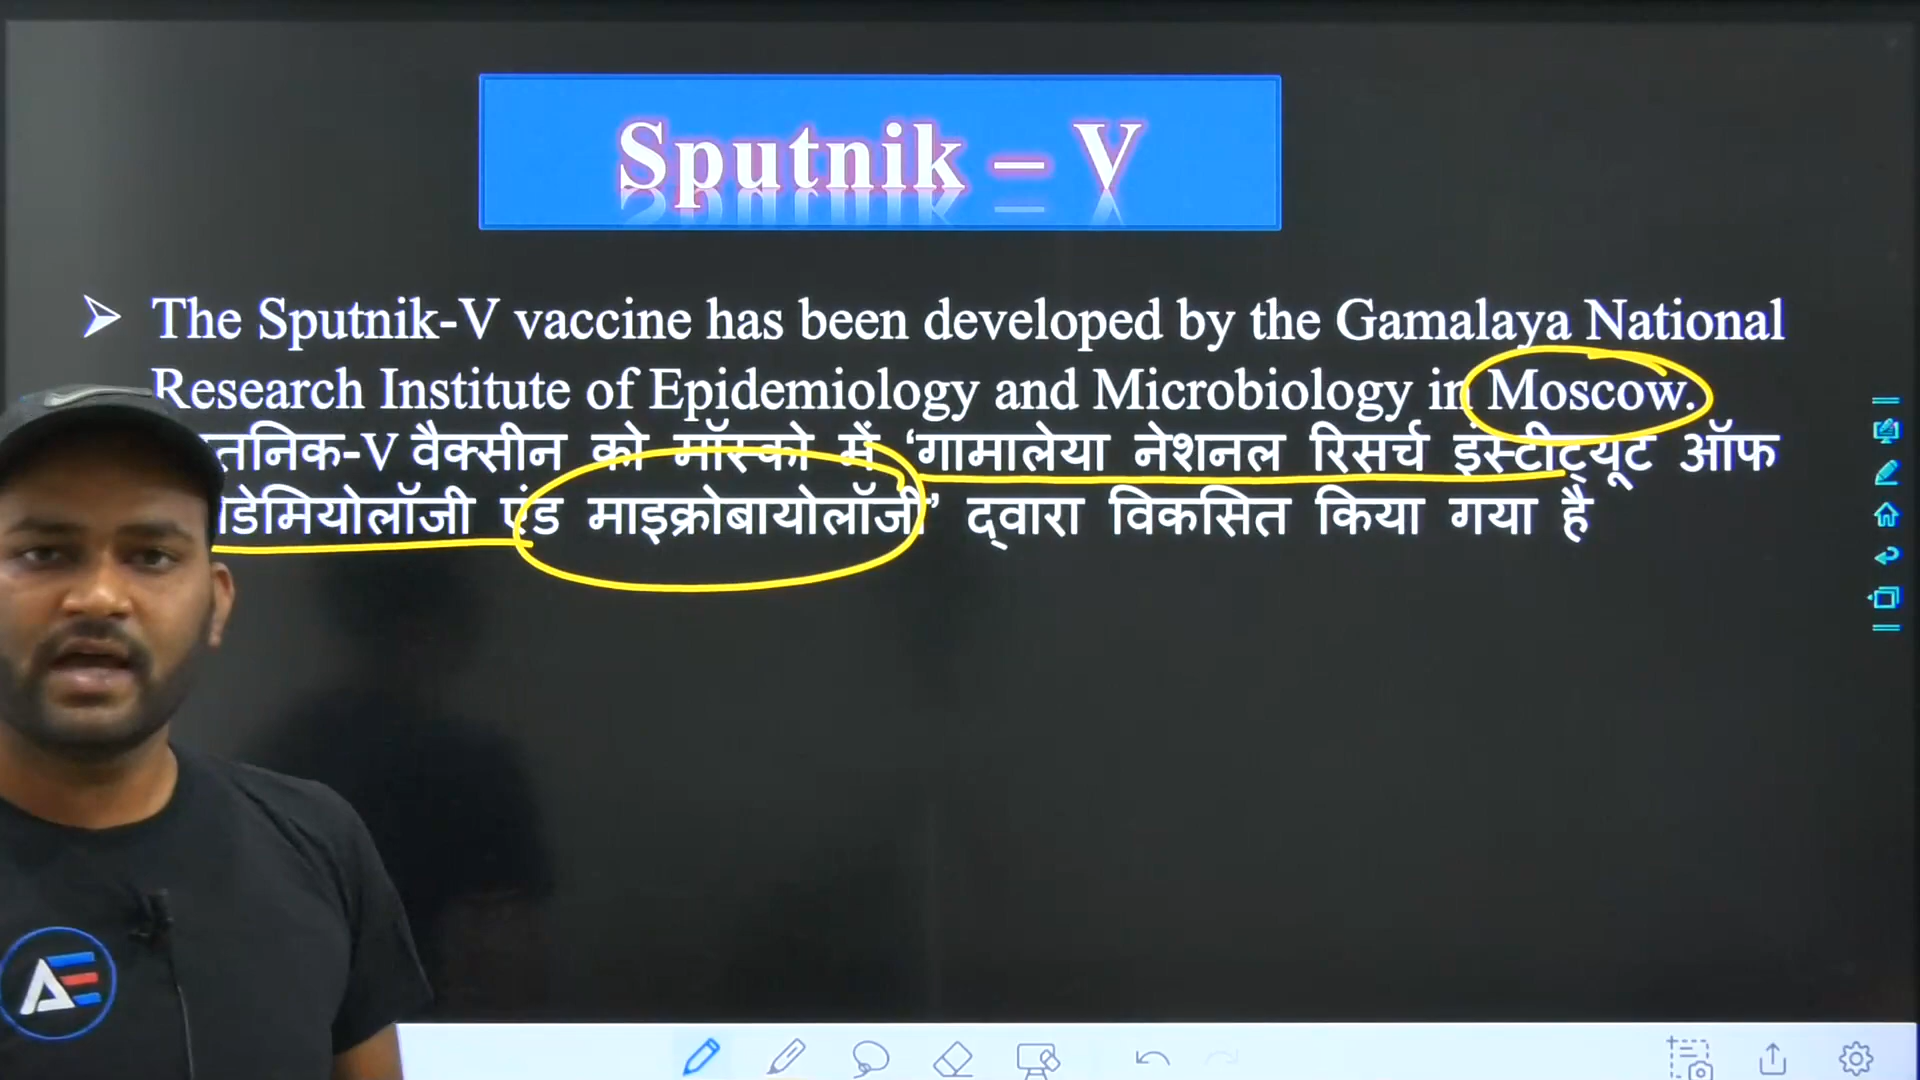 Sputnik – V
The Sputnik-V vaccine has been developed by the Gamalaya National
Research Institute of Epidemiology and Microbiology in Moscow.
वैक्सीन को मॉस्को में ‘गामालेया नेशनल रिसर्च इंस्टीट्यूट ऑफ
एंड माइक्रोबायोलॉजी’ द्वारा विकसित किया गया है
AE